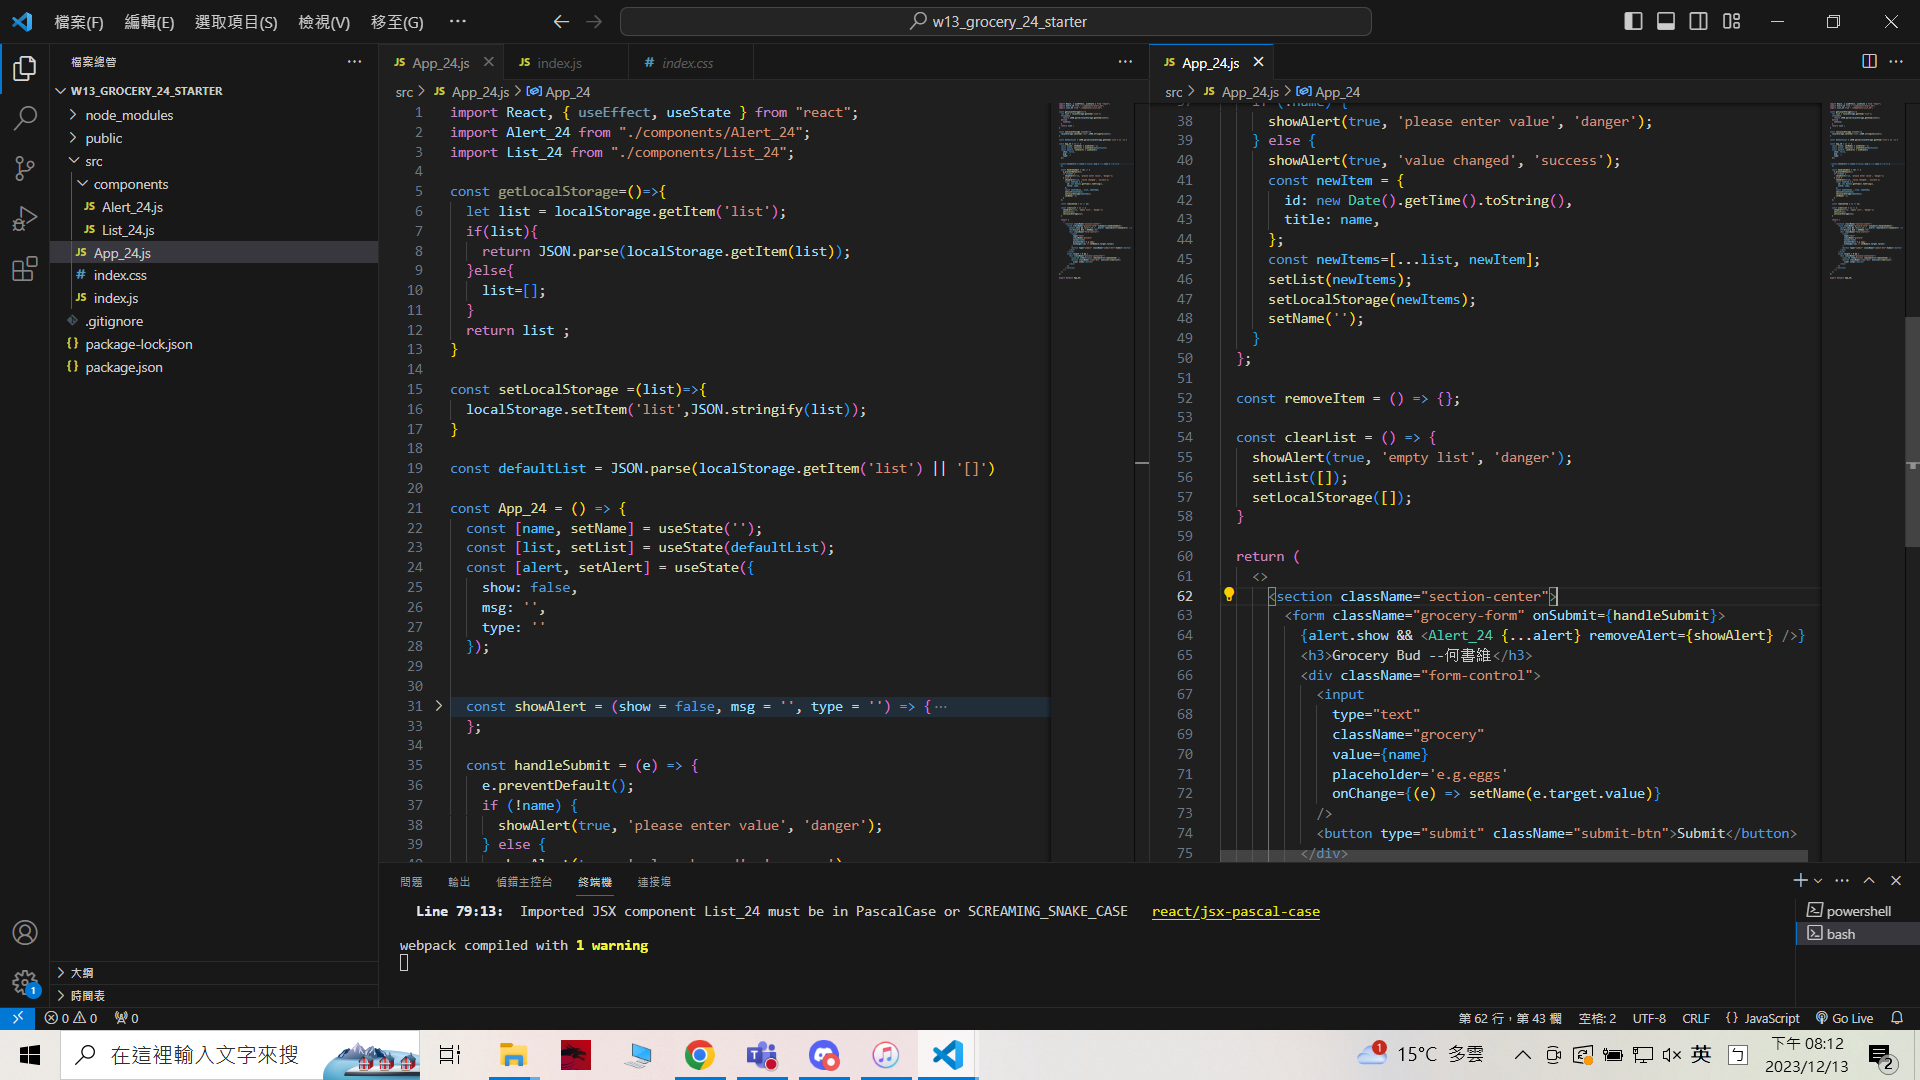 檔案(F) 編輯(E) 選取項目(S) 檢視(V) 移至(G) ··· w13_grocery_24_starter
檔案總管 ···
W13_GROCERY_24_STARTER
node_modules
public
src
components
JS Alert_24.js
JS List_24.js
JS App_24.js
# index.css
JS index.js
.gitignore
{} package-lock.json
{} package.json
大綱
時間表
JS App_24.js JS index.js # index.css ···
src > JS App_24.js > App_24
1 import React, { useEffect, useState } from "react";
2 import Alert_24 from "./components/Alert_24";
3 import List_24 from "./components/List_24";
4
5 const getLocalStorage=()=>{
6 let list = localStorage.getItem('list');
7 if(list){
8 return JSON.parse(localStorage.getItem(list));
9 }else{
10 list=[];
11 }
12 return list ;
13 }
14
15 const setLocalStorage =(list)=>{
16 localStorage.setItem('list',JSON.stringify(list));
17 }
18
19 const defaultList = JSON.parse(localStorage.getItem('list') || '[]')
20
21 const App_24 = () => {
22 const [name, setName] = useState('');
23 const [list, setList] = useState(defaultList);
24 const [alert, setAlert] = useState({
25 show: false,
26 msg: '',
27 type: ''
28 });
29
30
31 const showAlert = (show = false, msg = '', type = '') => {···
33 };
34
35 const handleSubmit = (e) => {
36 e.preventDefault();
37 if (!name) {
38 showAlert(true, 'please enter value', 'danger');
39 } else {
JS App_24.js ···
src > JS App_24.js > App_24
37 if (!name) {
38 showAlert(true, 'please enter value', 'danger');
39 } else {
40 showAlert(true, 'value changed', 'success');
41 const newItem = {
42 id: new Date().getTime().toString(),
43 title: name,
44 };
45 const newItems=[...list, newItem];
46 setList(newItems);
47 setLocalStorage(newItems);
48 setName('');
49 }
50 };
51
52 const removeItem = () => {};
53
54 const clearList = () => {
55 showAlert(true, 'empty list', 'danger');
56 setList([]);
57 setLocalStorage([]);
58 }
59
60 return (
61 <>
62 <section className="section-center">
63 <form className="grocery-form" onSubmit={handleSubmit}>
64 {alert.show && <Alert_24 {...alert} removeAlert={showAlert} />}
65 <h3>Grocery Bud --何書維</h3>
66 <div className="form-control">
67 <input
68 type="text"
69 className="grocery"
70 value={name}
71 placeholder='e.g.eggs'
72 onChange={(e) => setName(e.target.value)}
73 />
74 <button type="submit" className="submit-btn">Submit</button>
75 </div>
問題 輸出 偵錯主控台 終端機 連接埠
Line 79:13: Imported JSX component List_24 must be in PascalCase or SCREAMING_SNAKE_CASE react/jsx-pascal-case
webpack compiled with 1 warning
powershell
bash
1
0 0 0 第 62 行，第 43 欄 空格: 2 UTF-8 CRLF {} JavaScript Go Live
在這裡輸入文字來搜 1 15°C 多雲 英 ㄅ 下午 08:12
2023/12/13 2